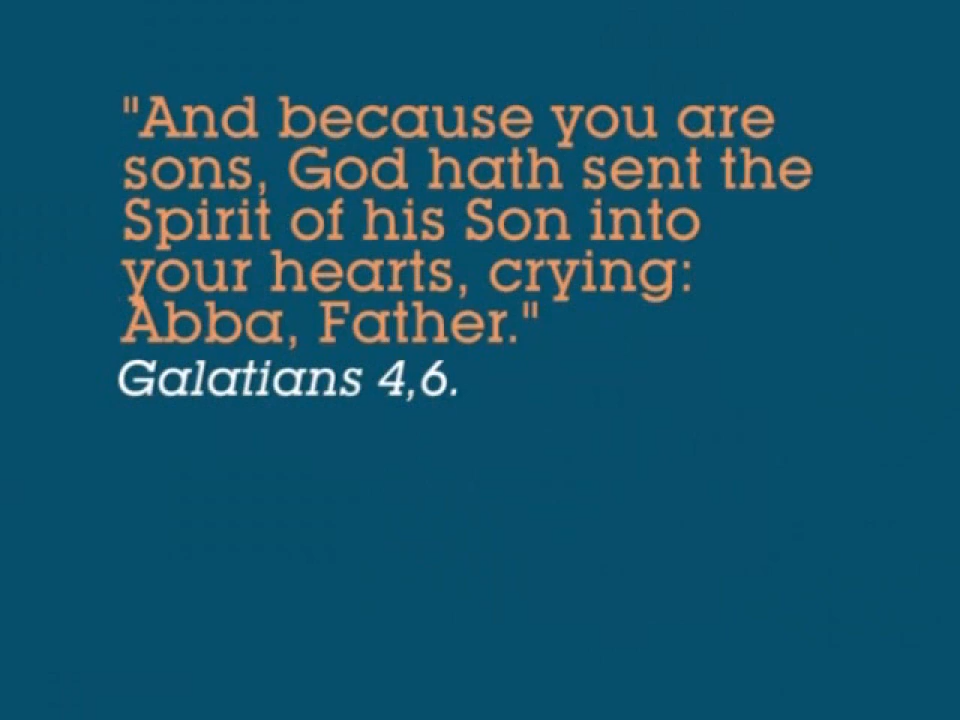 "And because you are
sons, God hath sent the
Spirit of his Son into
your hearts, crying:
Abba, Father."
Galatians 4,6.